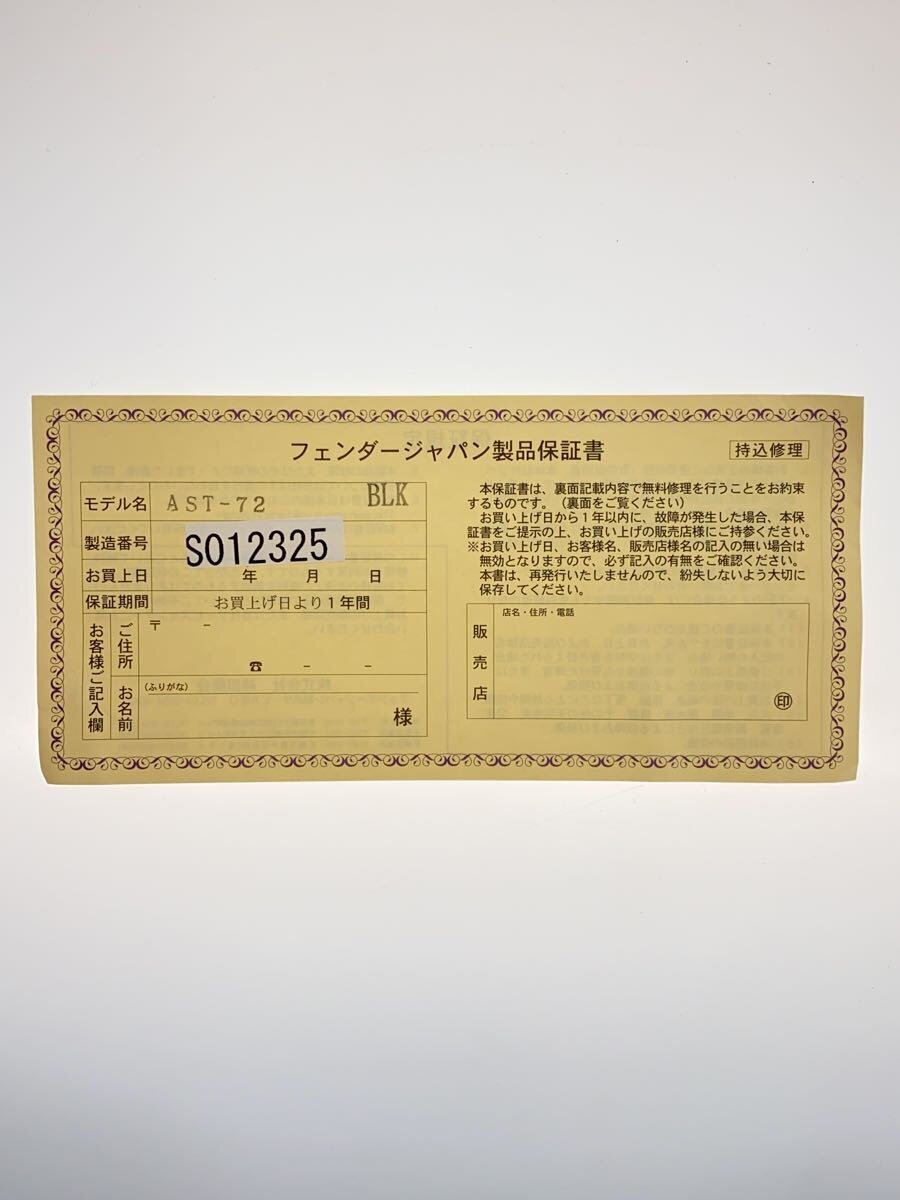 フェンダージャパン製品保証書
持込修理
モデル名 AST-72 BLK
製造番号 S012325
お買上日 年 月 日
保証期間 お買上げ日より1年間
お客様ご記入欄
ご住所 〒 －
☎ － －
お名前 (ふりがな)
様
本保証書は、裏面記載内容で無料修理を行うことをお約束
するものです。（裏面をご覧ください）
お買い上げ日から1年以内に、故障が発生した場合、本保
証書をご提示の上、お買い上げの販売店様にご持参ください。
※お買い上げ日、お客様名、販売店様名の記入の無い場合は
無効となりますので、必ず記入の有無をご確認ください。
本書は、再発行いたしませんので、紛失しないよう大切に
保存してください。
販売店
店名・住所・電話
㊞